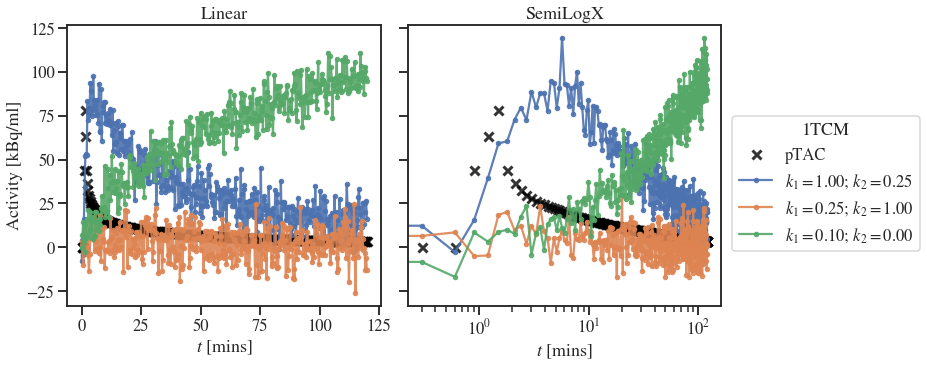 Linear
SemiLogX
Activity [kBq/ml]
125
100
75
50
25
0
−25
0 25 50 75 100 125
10⁰ 10¹ 10²
t [mins]
t [mins]
1TCM
pTAC
k₁ = 1.00; k₂ = 0.25
k₁ = 0.25; k₂ = 1.00
k₁ = 0.10; k₂ = 0.00